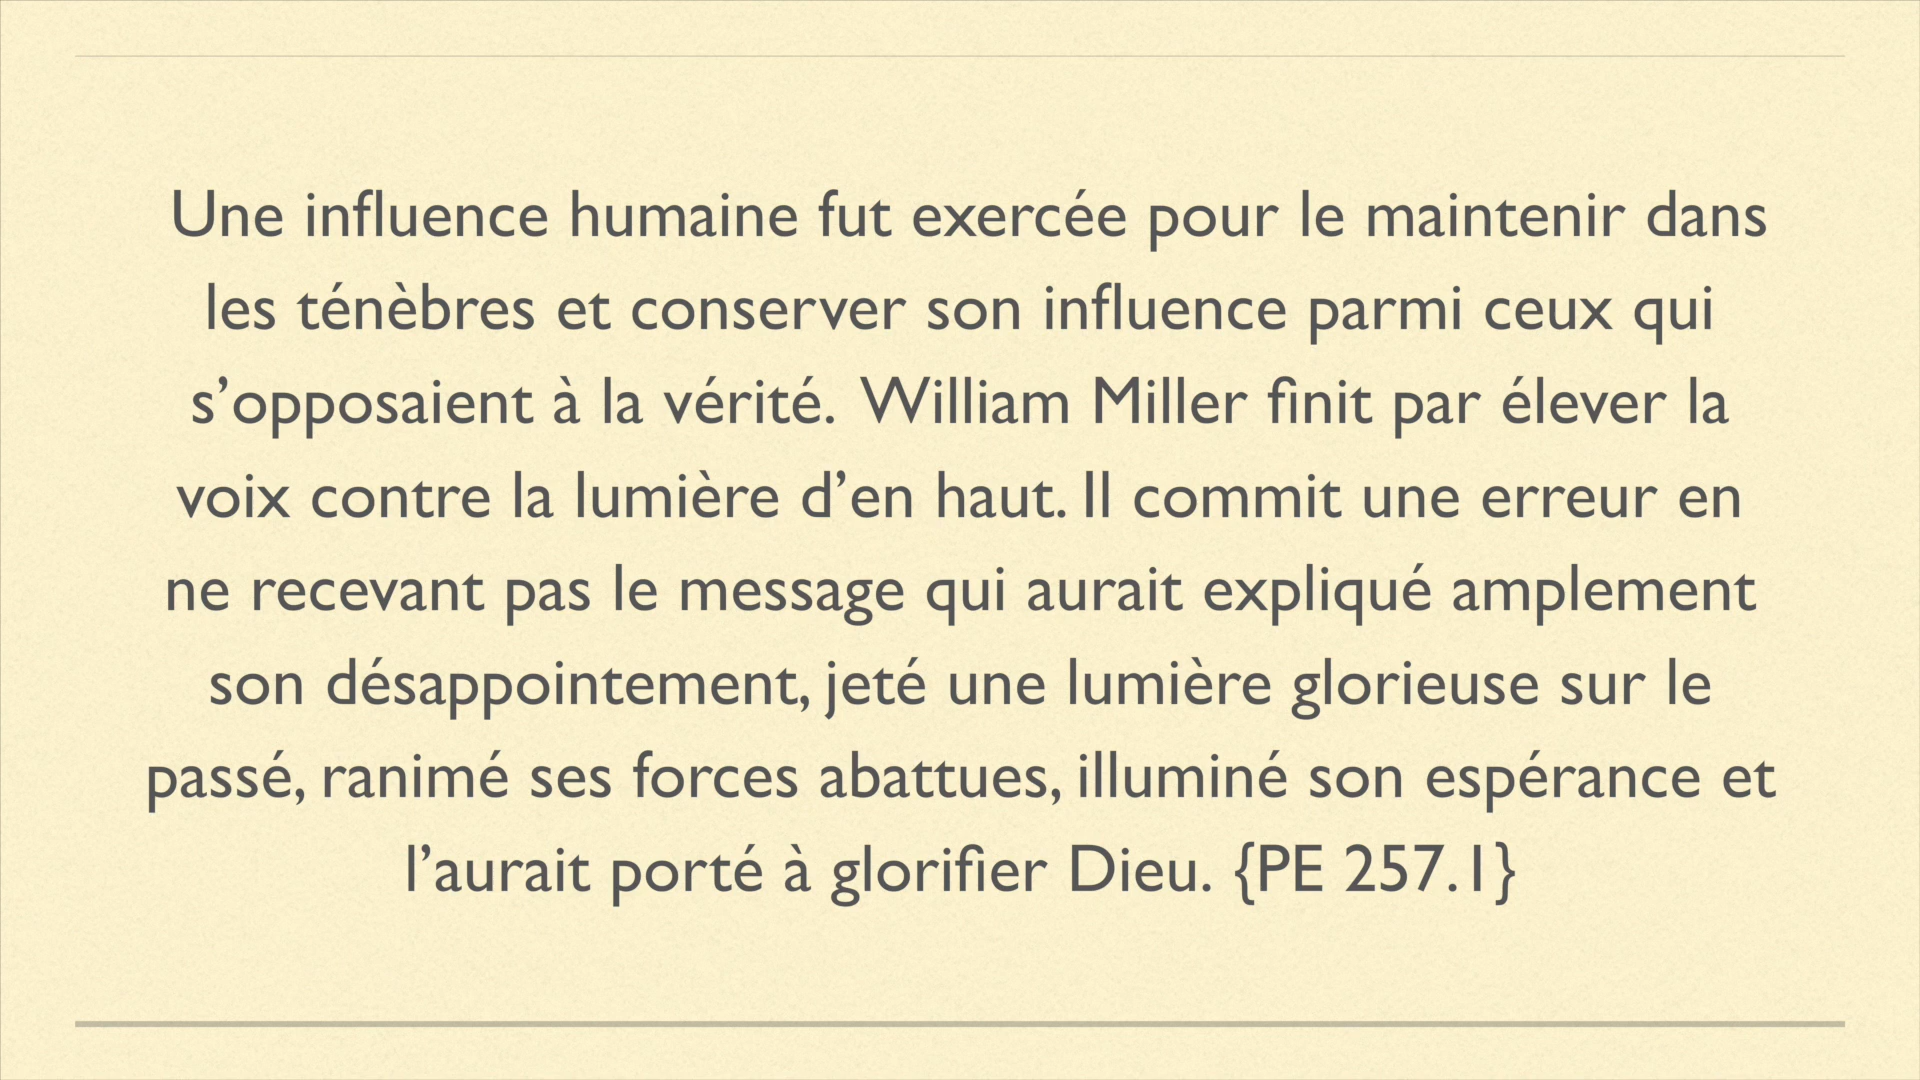 Une influence humaine fut exercée pour le maintenir dans
les ténèbres et conserver son influence parmi ceux qui
s’opposaient à la vérité. William Miller finit par élever la
voix contre la lumière d’en haut. Il commit une erreur en
ne recevant pas le message qui aurait expliqué amplement
son désappointement, jeté une lumière glorieuse sur le
passé, ranimé ses forces abattues, illuminé son espérance et
l’aurait porté à glorifier Dieu. {PE 257.1}